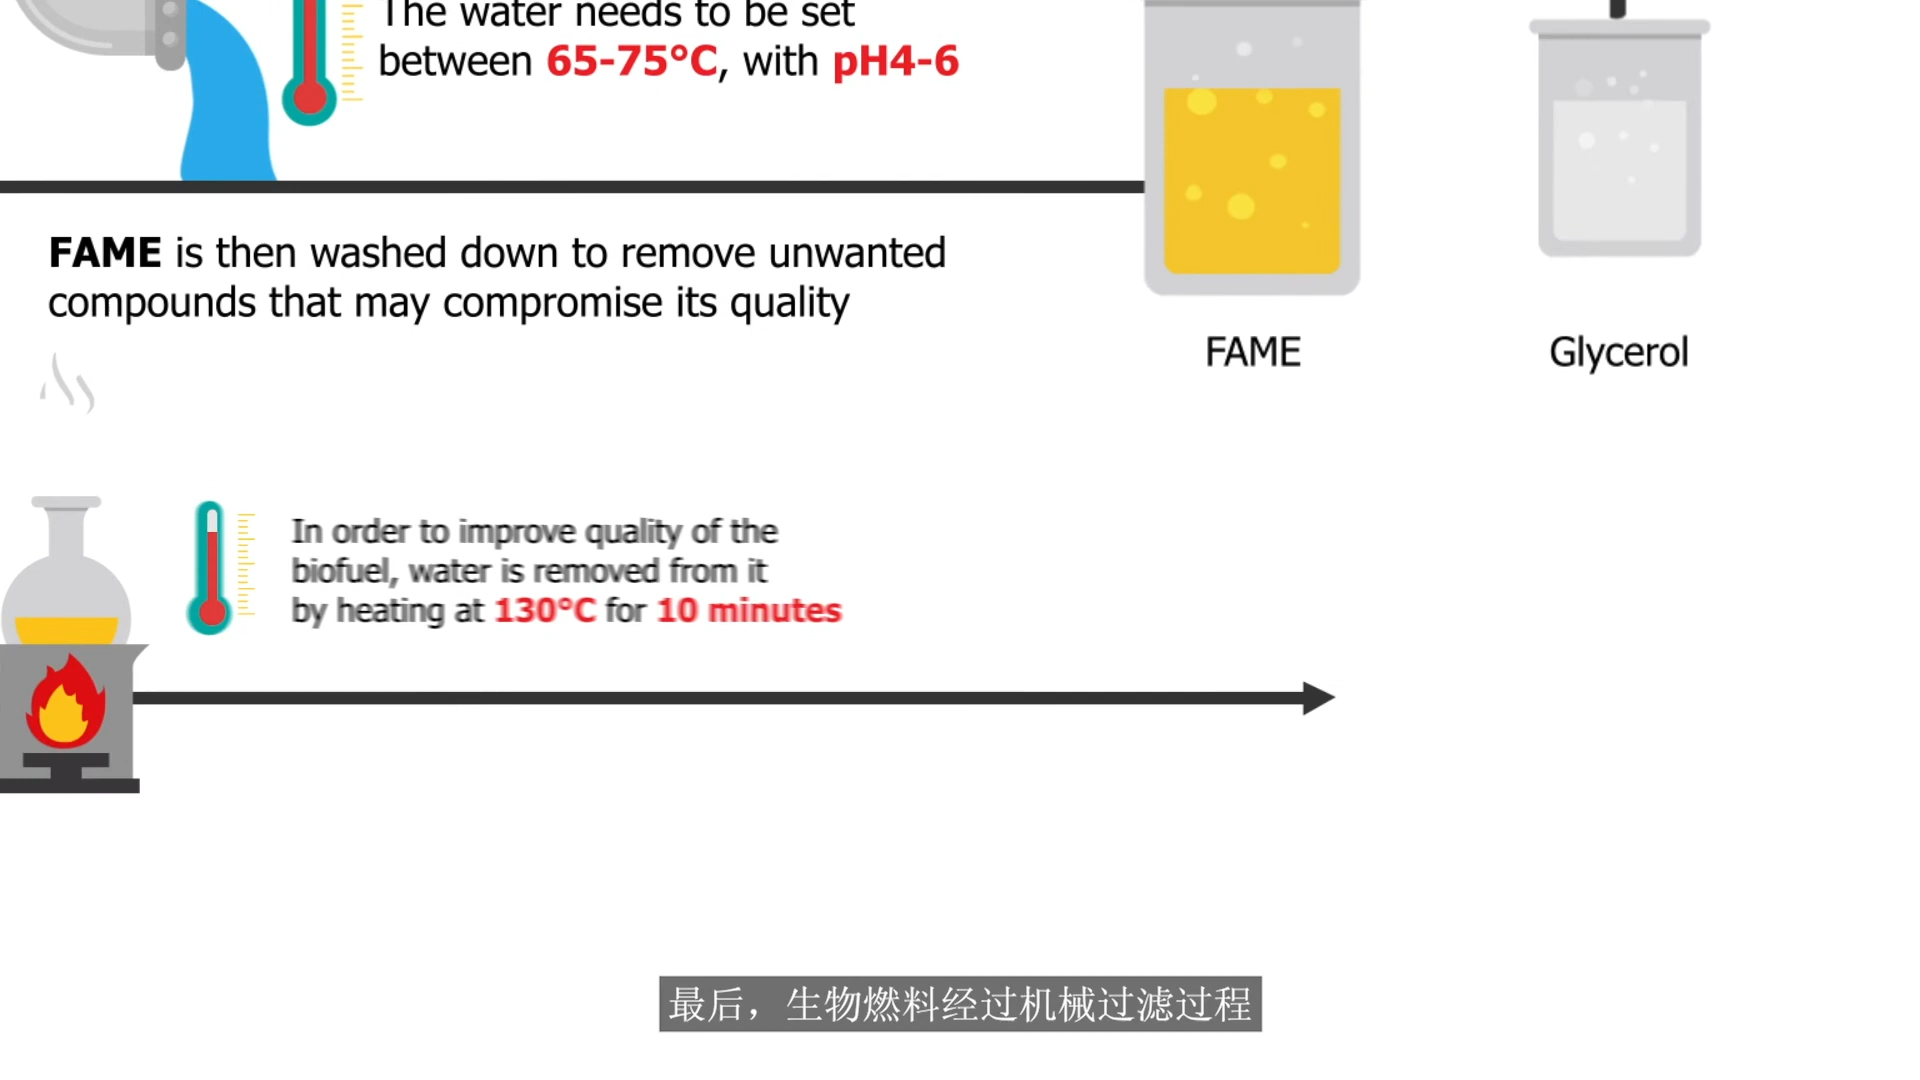 The water needs to be set
between 65-75°C, with pH4-6
FAME is then washed down to remove unwanted
compounds that may compromise its quality
FAME
Glycerol
In order to improve quality of the
biofuel, water is removed from it
by heating at 130°C for 10 minutes
最后，生物燃料经过机械过滤过程